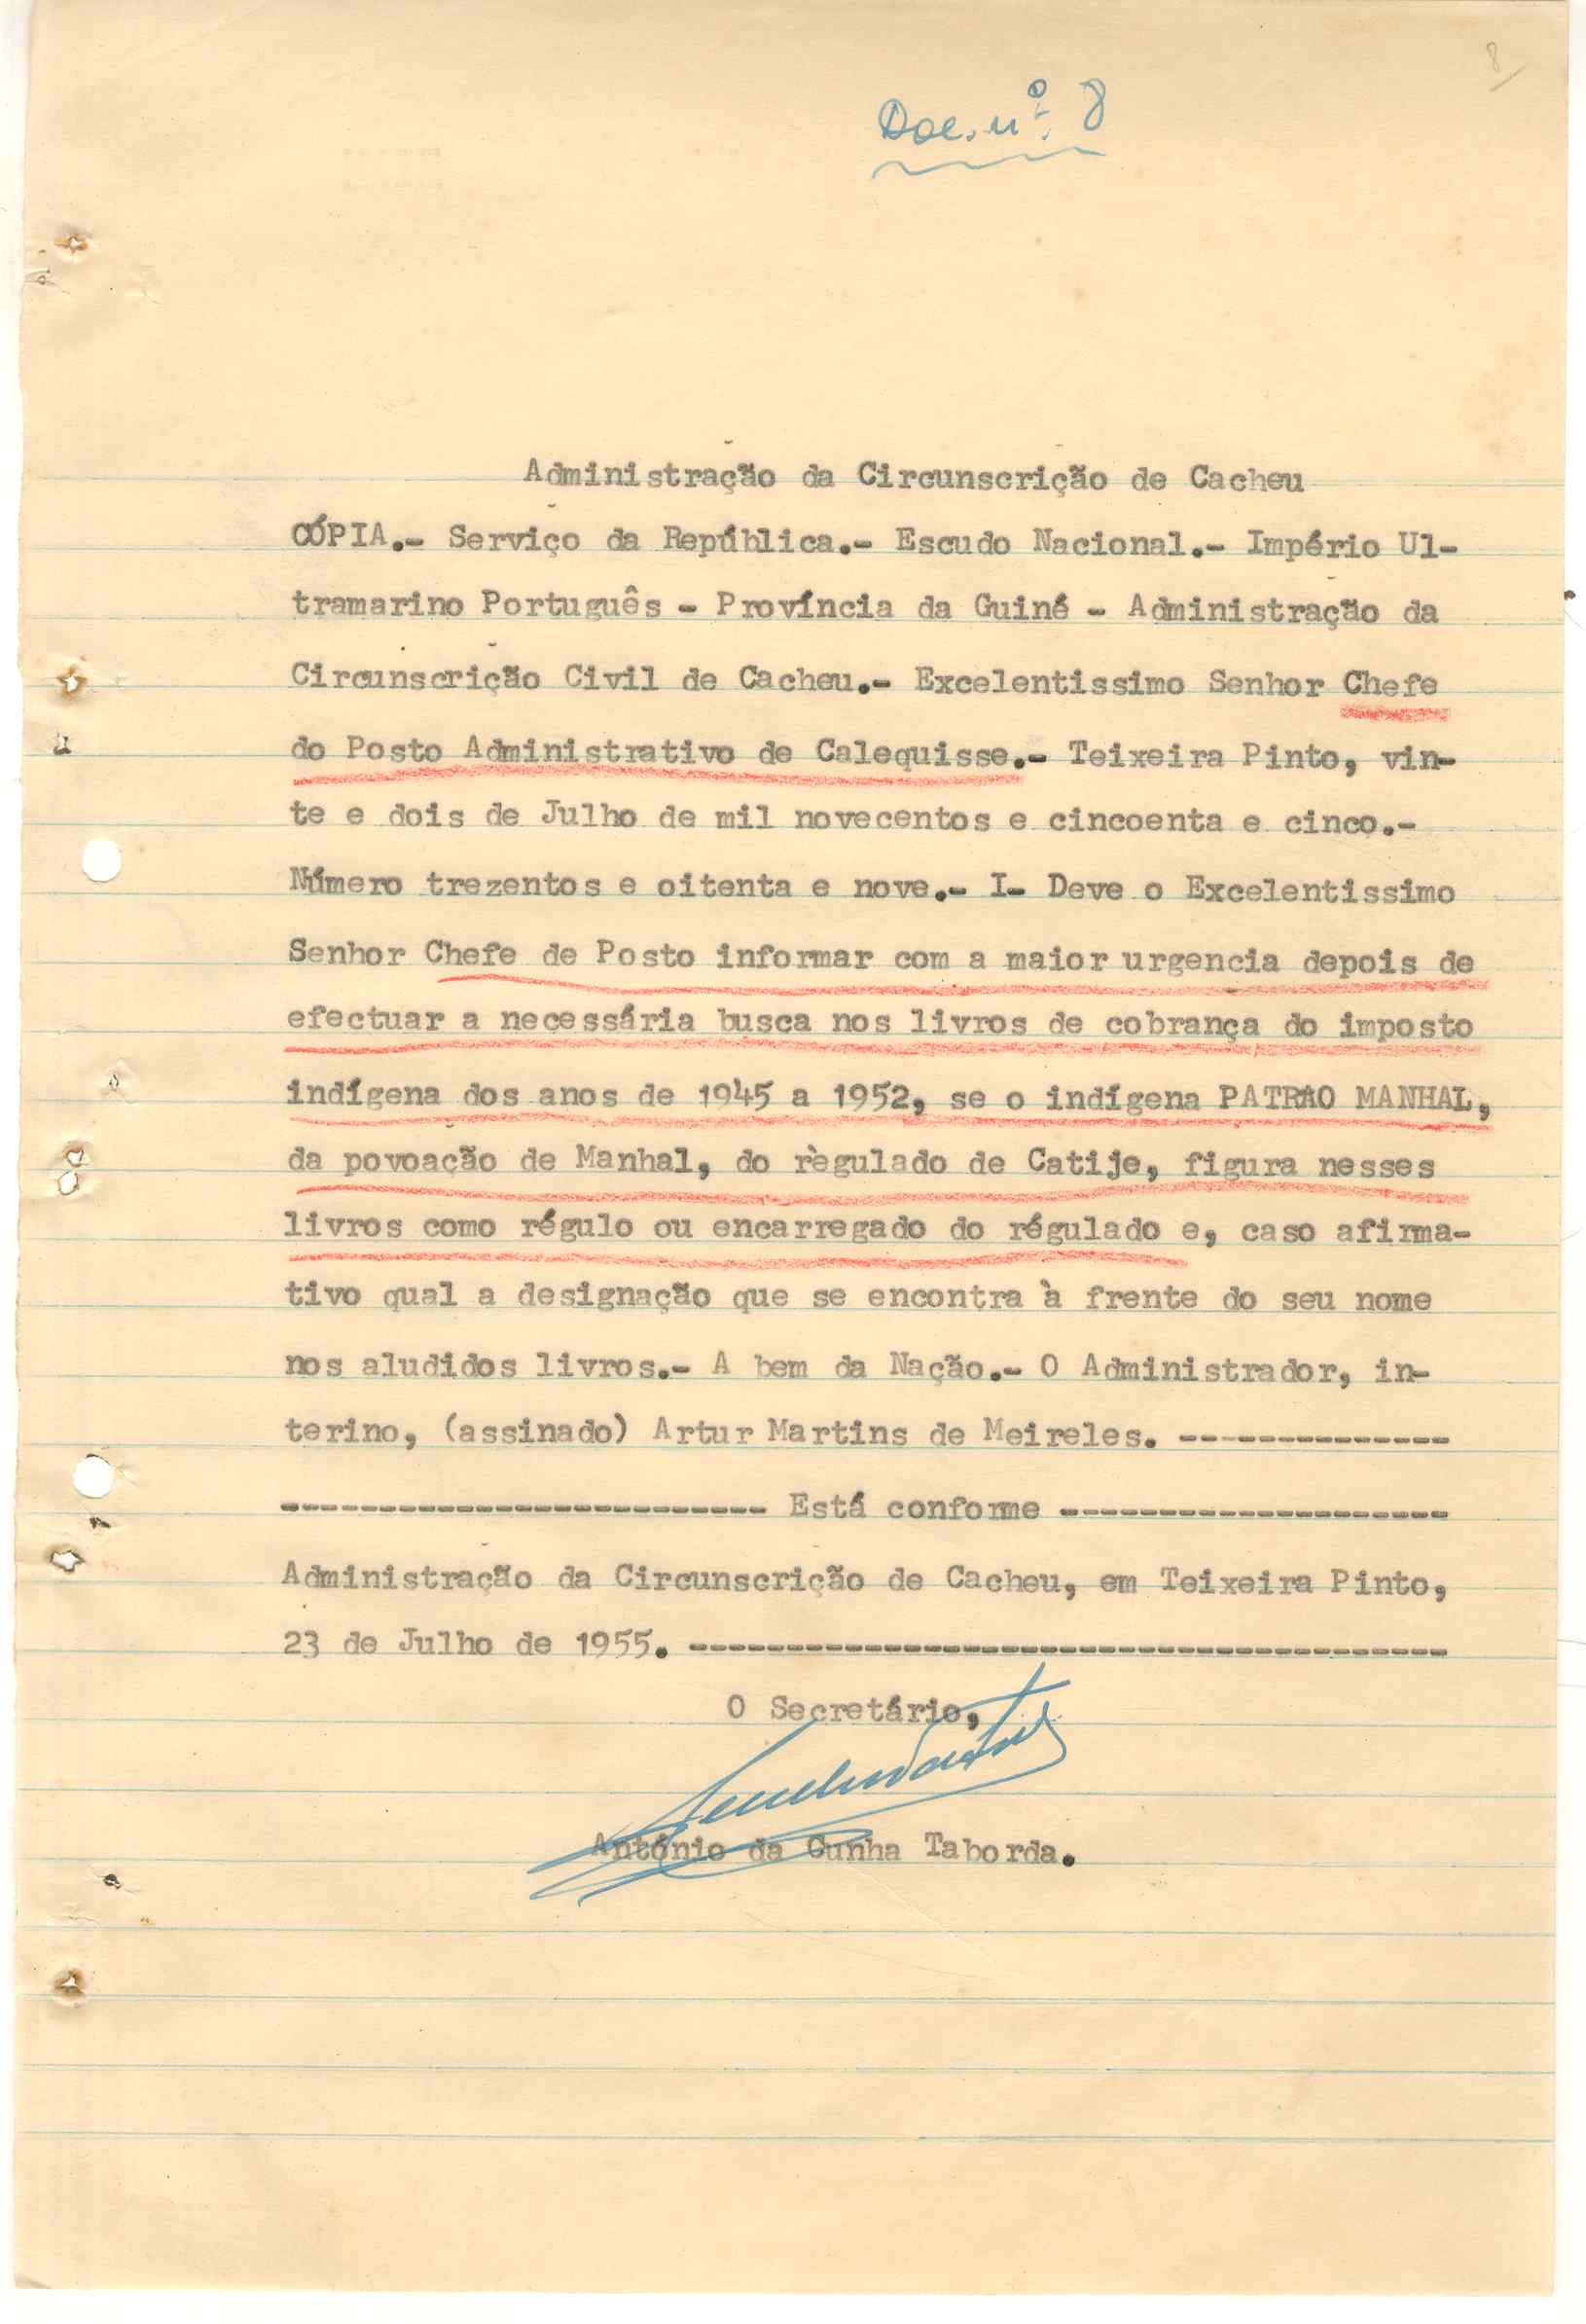 8
Doc. nº. 8
Administração da Circunscrição de Cacheu
CÓPIA.- Serviço da República.- Escudo Nacional.- Império Ul-
tramarino Português - Província da Guiné - Administração da
Circunscrição Civil de Cacheu.- Excelentissimo Senhor Chefe
do Posto Administrativo de Calequisse.- Teixeira Pinto, vin-
te e dois de Julho de mil novecentos e cincoenta e cinco.-
Número trezentos e oitenta e nove.- I- Deve o Excelentissimo
Senhor Chefe de Posto informar com a maior urgencia depois de
efectuar a necessária busca nos livros de cobrança do imposto
indígena dos anos de 1945 a 1952, se o indígena PATRAO MANHAL,
da povoação de Manhal, do règulado de Catije, figura nesses
livros como régulo ou encarregado do régulado e, caso afirma-
tivo qual a designação que se encontra à frente do seu nome
nos aludidos livros.- A bem da Nação.- O Administrador, in-
terino, (assinado) Artur Martins de Meireles. --------------
------------------------- Está conforme --------------------
Administração da Circunscrição de Cacheu, em Teixeira Pinto,
23 de Julho de 1955. ---------------------------------------
O Secretário,
António da Cunha Taborda.